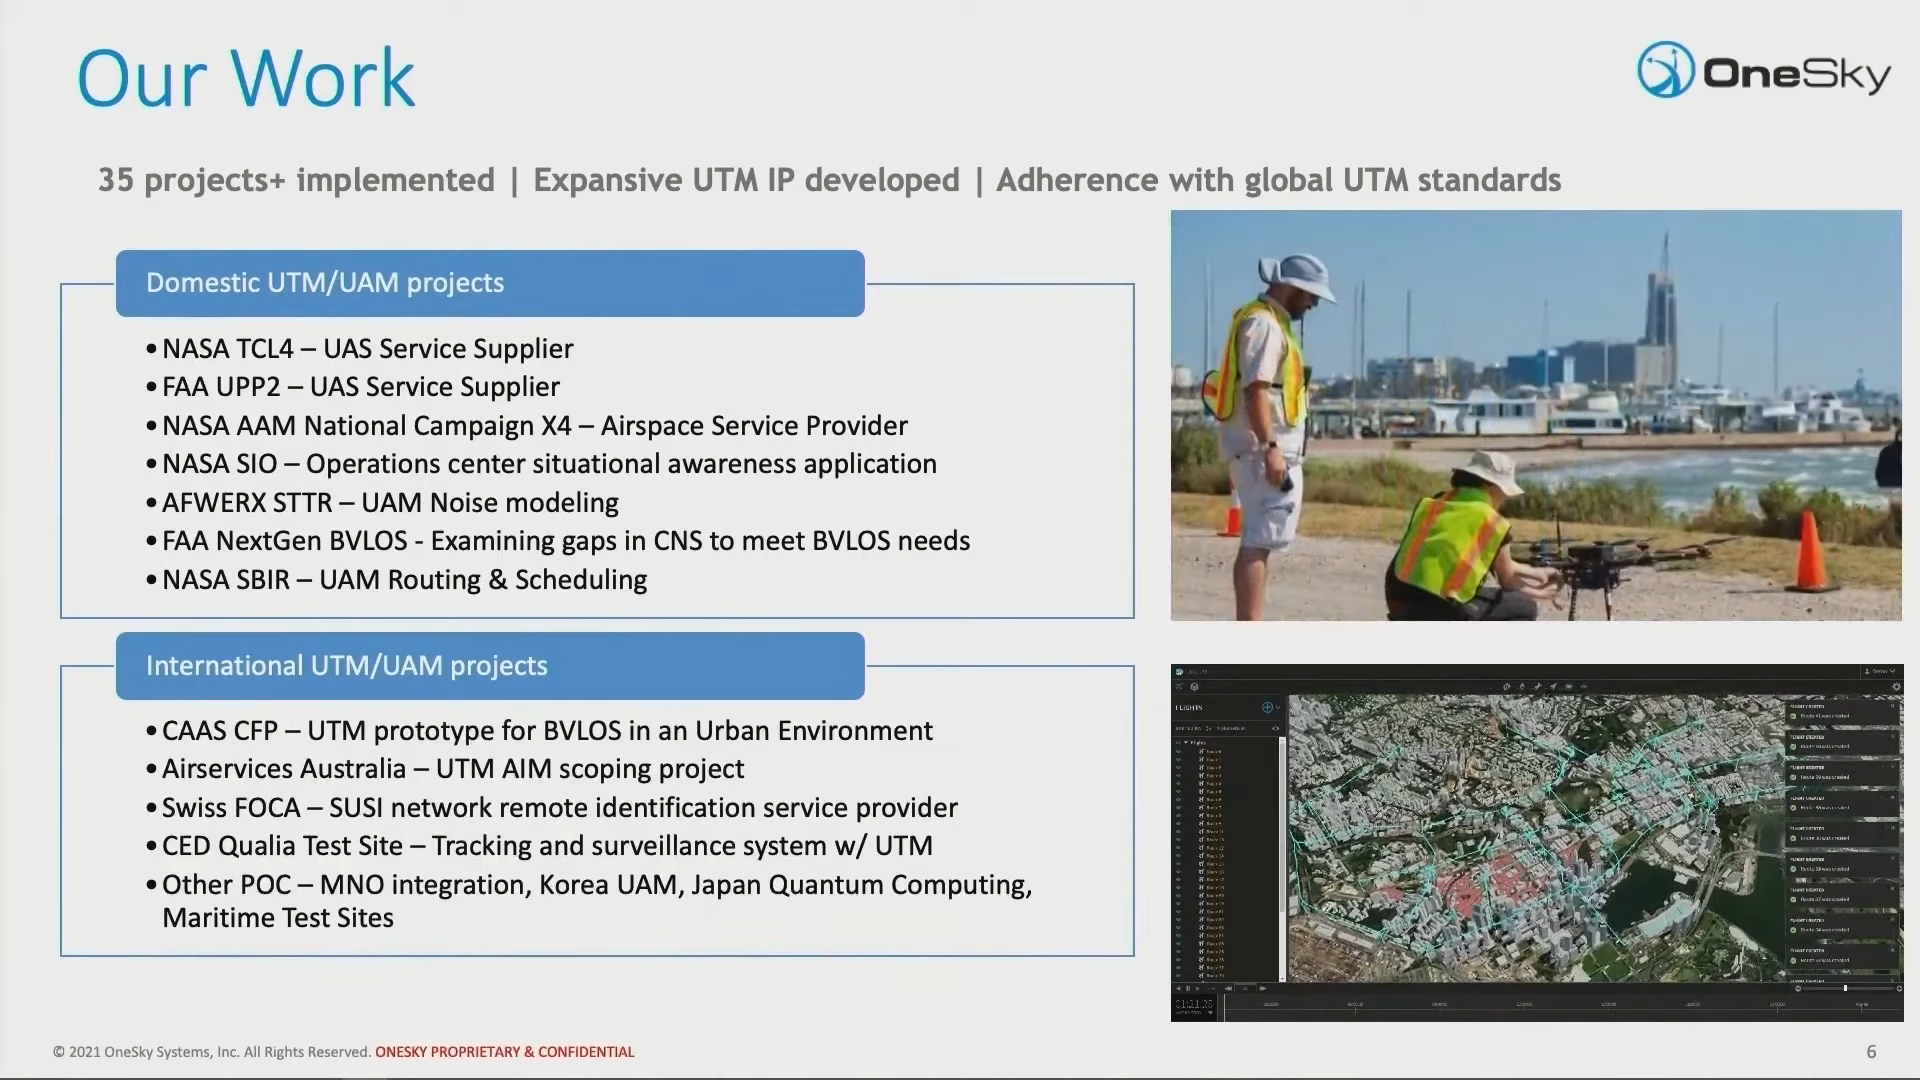 Our Work
OneSky
35 projects+ implemented | Expansive UTM IP developed | Adherence with global UTM standards
Domestic UTM/UAM projects
•NASA TCL4 – UAS Service Supplier
•FAA UPP2 – UAS Service Supplier
•NASA AAM National Campaign X4 – Airspace Service Provider
•NASA SIO – Operations center situational awareness application
•AFWERX STTR – UAM Noise modeling
•FAA NextGen BVLOS - Examining gaps in CNS to meet BVLOS needs
•NASA SBIR – UAM Routing & Scheduling
International UTM/UAM projects
•CAAS CFP – UTM prototype for BVLOS in an Urban Environment
•Airservices Australia – UTM AIM scoping project
•Swiss FOCA – SUSI network remote identification service provider
•CED Qualia Test Site – Tracking and surveillance system w/ UTM
•Other POC – MNO integration, Korea UAM, Japan Quantum Computing,
Maritime Test Sites
FLIGHTS
Flights
01:21:25
© 2021 OneSky Systems, Inc. All Rights Reserved. ONESKY PROPRIETARY & CONFIDENTIAL
6